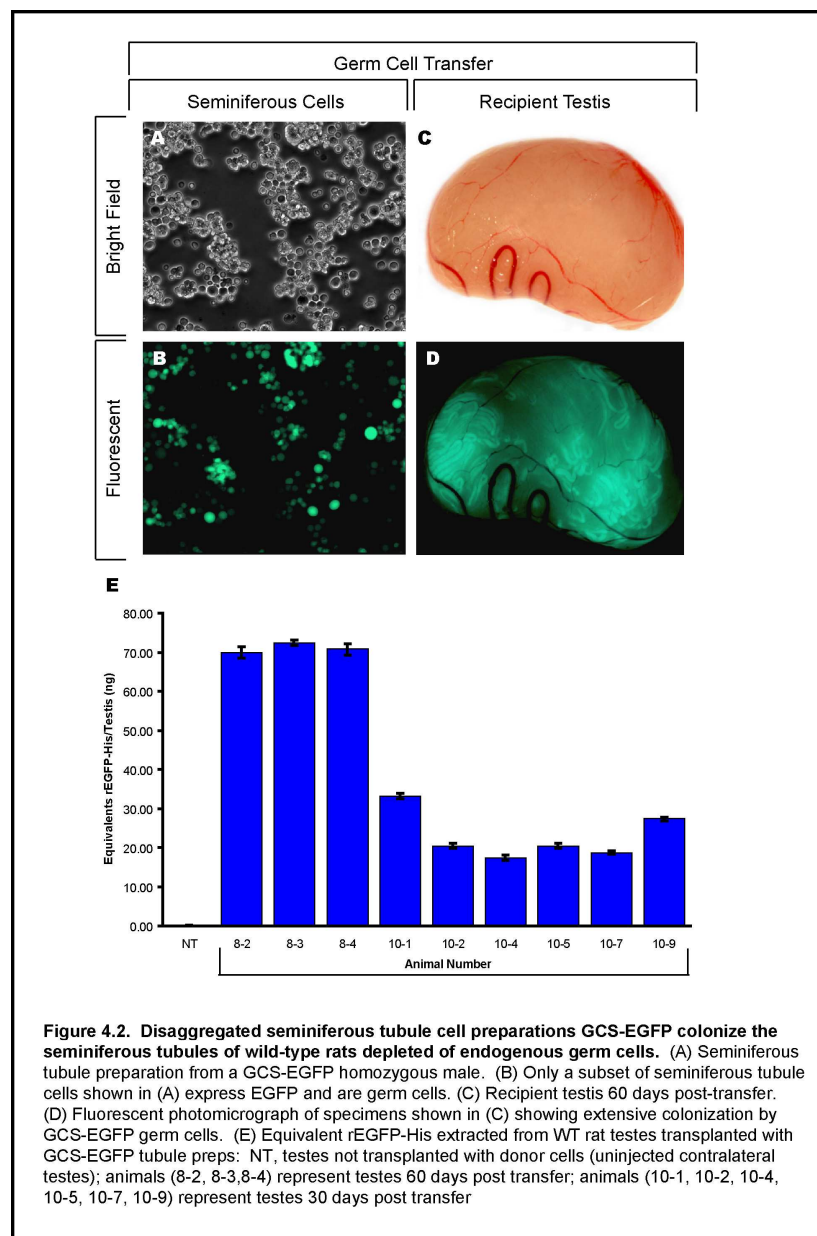 Germ Cell Transfer
Seminiferous Cells
Recipient Testis
Bright Field
A
C
Fluorescent
B
D
E
Equivalents rEGFP-His/Testis (ng)
80.00
70.00
60.00
50.00
40.00
30.00
20.00
10.00
0.00
NT 8-2 8-3 8-4 10-1 10-2 10-4 10-5 10-7 10-9
Animal Number
Figure 4.2. Disaggregated seminiferous tubule cell preparations GCS-EGFP colonize the
seminiferous tubules of wild-type rats depleted of endogenous germ cells. (A) Seminiferous
tubule preparation from a GCS-EGFP homozygous male. (B) Only a subset of seminiferous tubule
cells shown in (A) express EGFP and are germ cells. (C) Recipient testis 60 days post-transfer.
(D) Fluorescent photomicrograph of specimens shown in (C) showing extensive colonization by
GCS-EGFP germ cells. (E) Equivalent rEGFP-His extracted from WT rat testes transplanted with
GCS-EGFP tubule preps: NT, testes not transplanted with donor cells (uninjected contralateral
testes); animals (8-2, 8-3,8-4) represent testes 60 days post transfer; animals (10-1, 10-2, 10-4,
10-5, 10-7, 10-9) represent testes 30 days post transfer